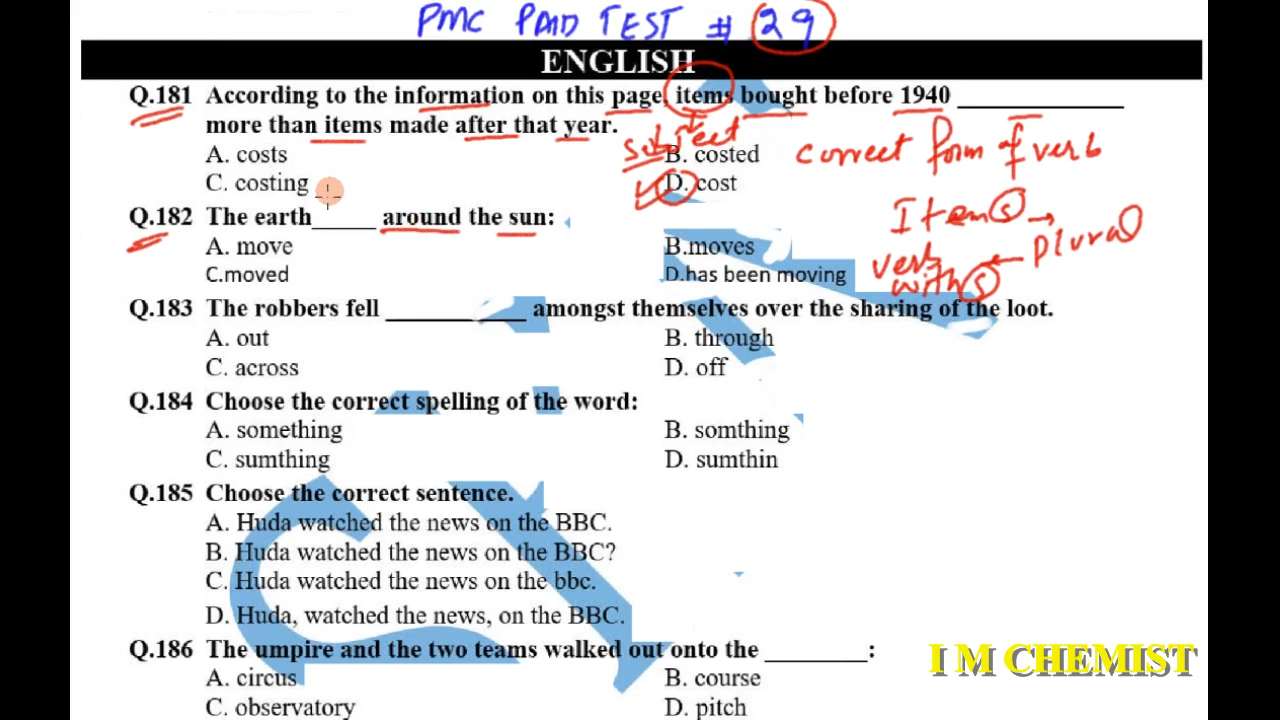 PMC PAID TEST # 29
ENGLISH
Q.181 According to the information on this page, items bought before 1940 ____________
more than items made after that year.
subject
A. costs B. costed
correct form of verb
C. costing D. cost
Items → Plural
verb with s
Q.182 The earth_____ around the sun:
A. move B.moves
C.moved D.has been moving
Q.183 The robbers fell __________ amongst themselves over the sharing of the loot.
A. out B. through
C. across D. off
Q.184 Choose the correct spelling of the word:
A. something B. somthing
C. sumthing D. sumthin
Q.185 Choose the correct sentence.
A. Huda watched the news on the BBC.
B. Huda watched the news on the BBC?
C. Huda watched the news on the bbc.
D. Huda, watched the news, on the BBC.
Q.186 The umpire and the two teams walked out onto the ________:
A. circus B. course
C. observatory D. pitch
I M CHEMIST